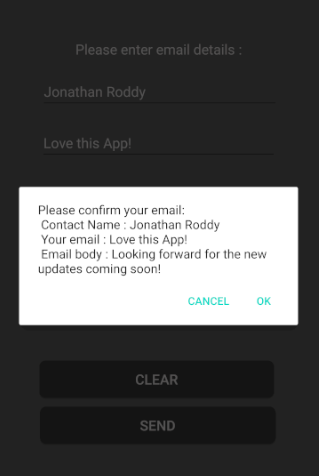 Please enter email details :
Jonathan Roddy
Love this App!
Please confirm your email:
Contact Name : Jonathan Roddy
Your email : Love this App!
Email body : Looking forward for the new
updates coming soon!
CANCEL OK
CLEAR
SEND